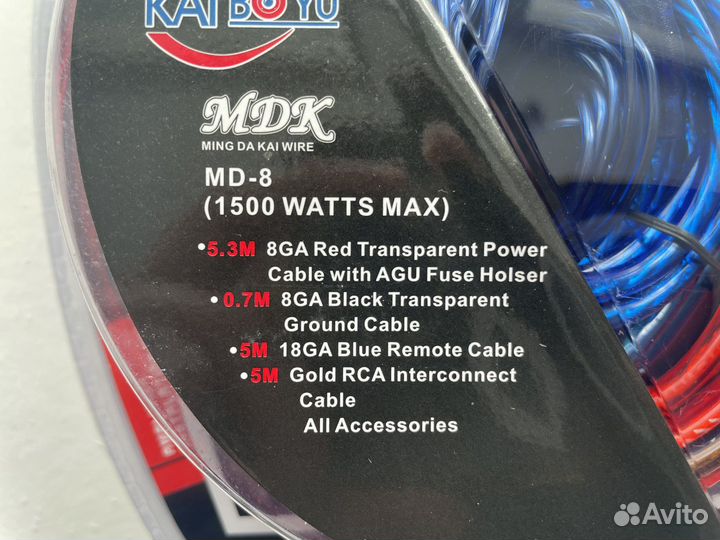 KAI BOYU
MDK
MING DA KAI WIRE
MD-8
(1500 WATTS MAX)
•5.3M 8GA Red Transparent Power
Cable with AGU Fuse Holser
•0.7M 8GA Black Transparent
Ground Cable
•5M 18GA Blue Remote Cable
•5M Gold RCA Interconnect
Cable
All Accessories
Avito